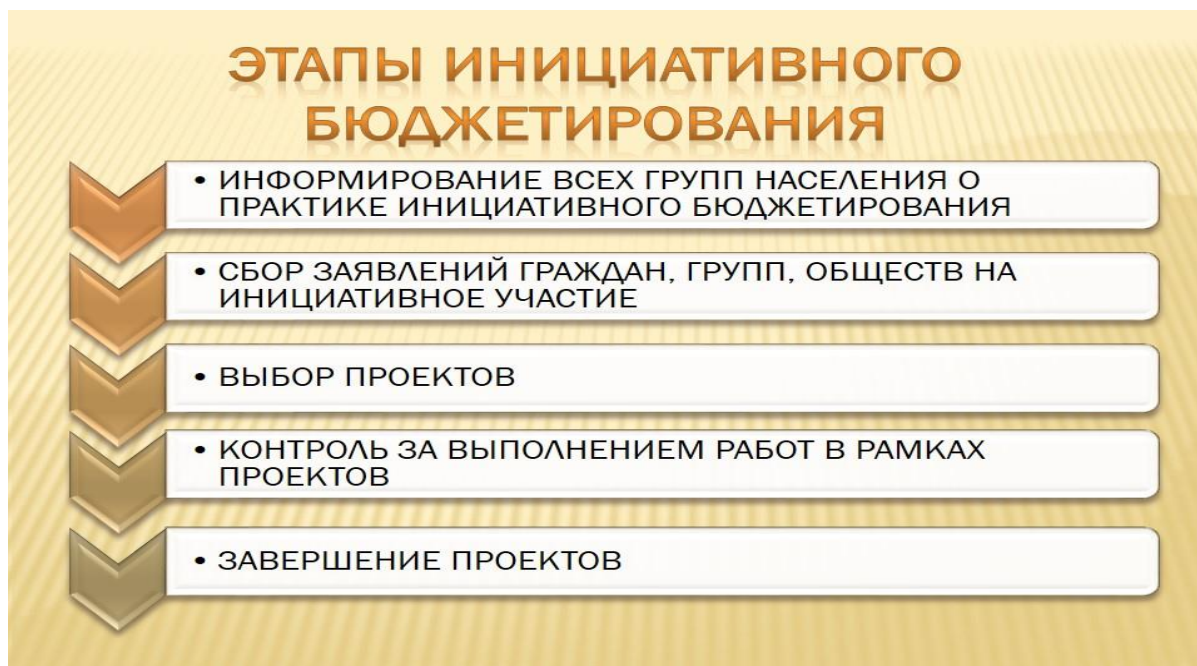 ЭТАПЫ ИНИЦИАТИВНОГО
БЮДЖЕТИРОВАНИЯ
• ИНФОРМИРОВАНИЕ ВСЕХ ГРУПП НАСЕЛЕНИЯ О
ПРАКТИКЕ ИНИЦИАТИВНОГО БЮДЖЕТИРОВАНИЯ
• СБОР ЗАЯВЛЕНИЙ ГРАЖДАН, ГРУПП, ОБЩЕСТВ НА
ИНИЦИАТИВНОЕ УЧАСТИЕ
• ВЫБОР ПРОЕКТОВ
• КОНТРОЛЬ ЗА ВЫПОЛНЕНИЕМ РАБОТ В РАМКАХ
ПРОЕКТОВ
• ЗАВЕРШЕНИЕ ПРОЕКТОВ